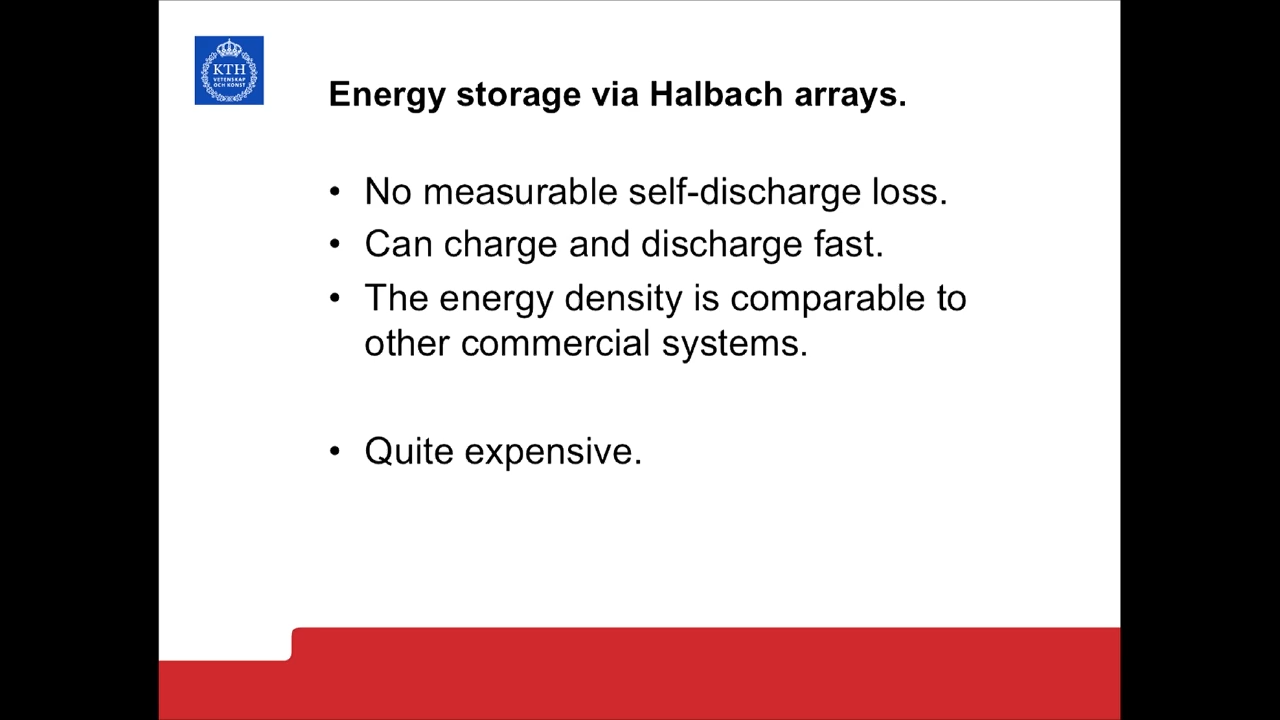 KTH
VETENSKAP
OCH KONST
Energy storage via Halbach arrays.
• No measurable self-discharge loss.
• Can charge and discharge fast.
• The energy density is comparable to
other commercial systems.
• Quite expensive.